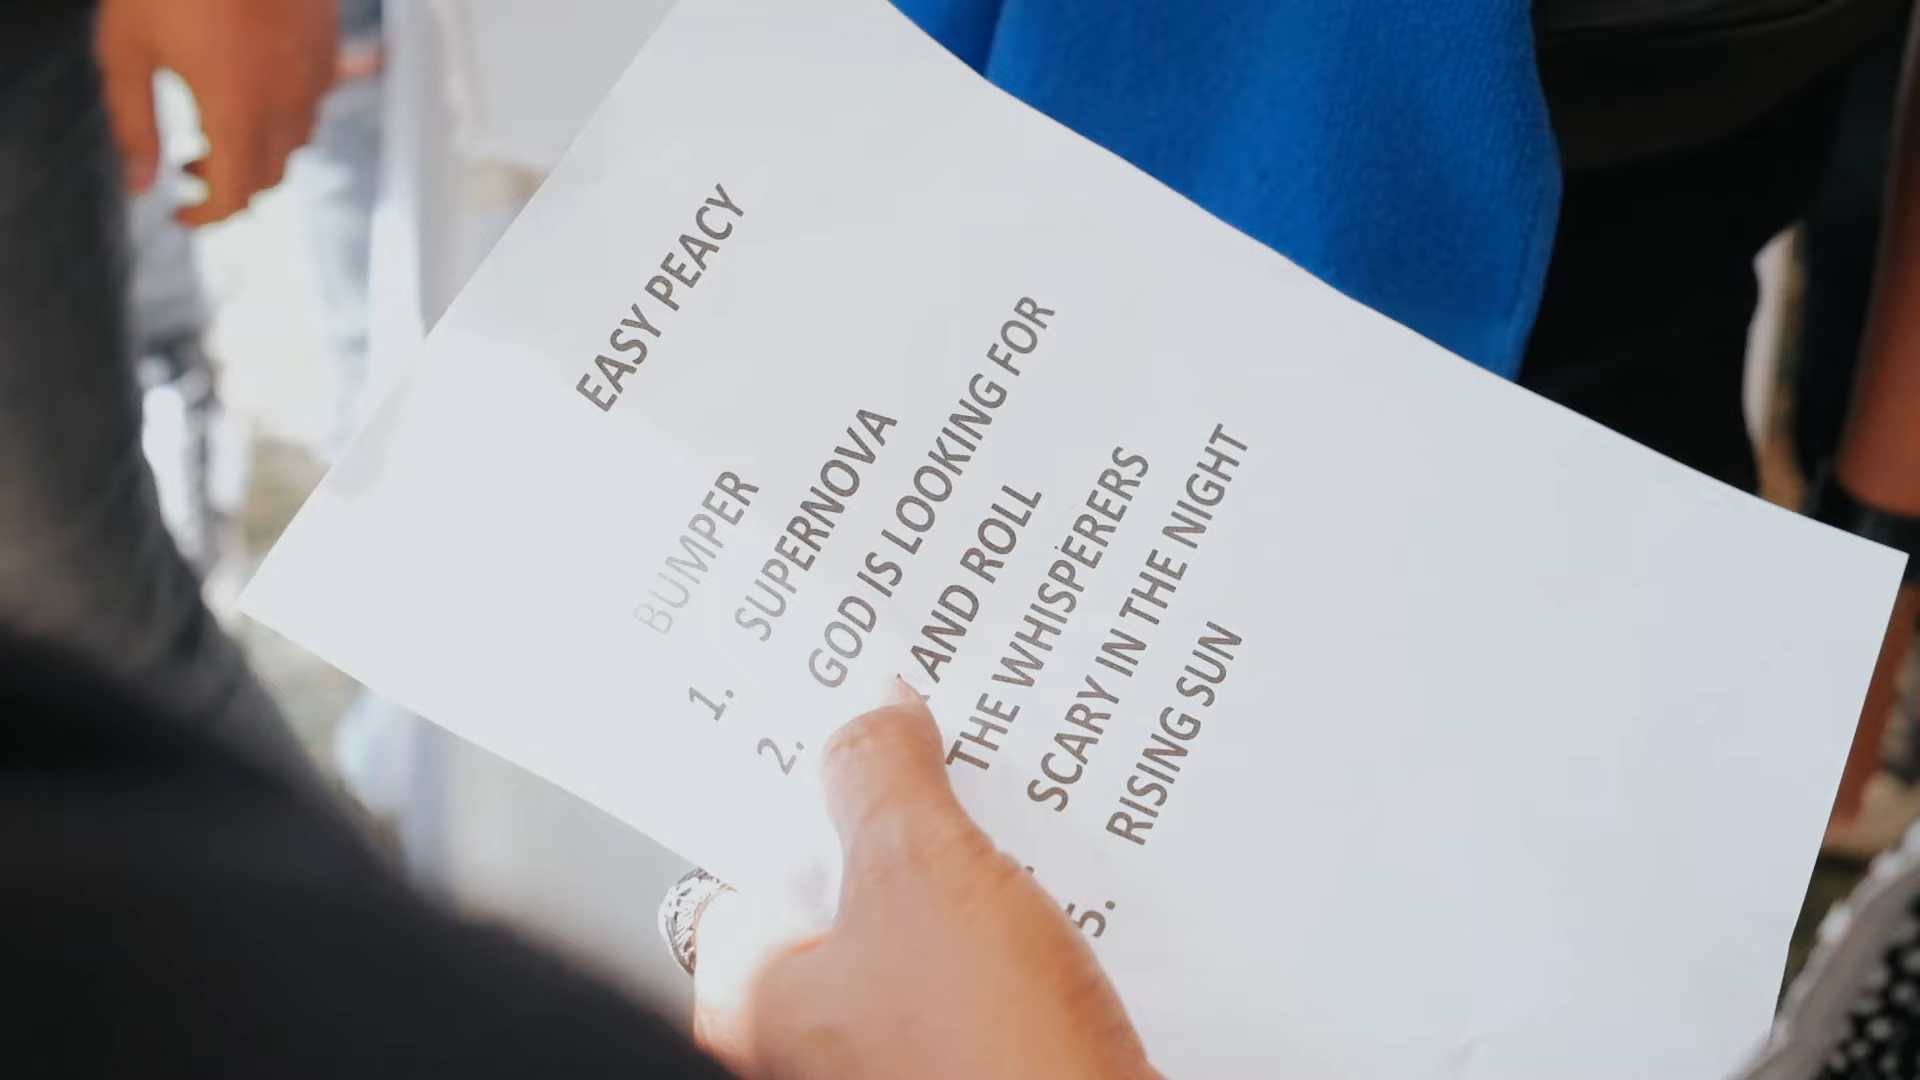 EASY PEACY
BUMPER
1. SUPERNOVA
2. GOD IS LOOKING FOR
AND ROLL
THE WHISPERERS
SCARY IN THE NIGHT
5. RISING SUN